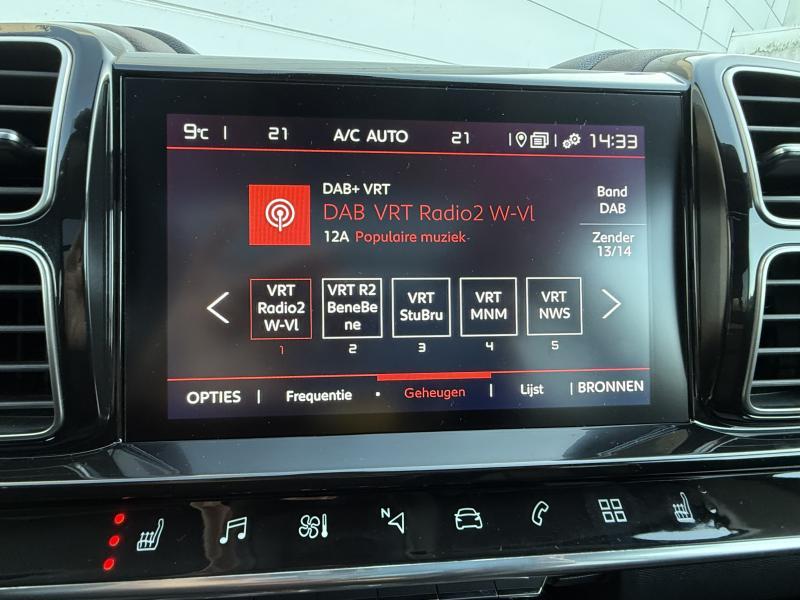 9°C | 21 A/C AUTO 21 | | 14:33
DAB+ VRT
DAB VRT Radio2 W-Vl
12A Populaire muziek
Band
DAB
Zender
13/14
VRT
Radio2
W-Vl
VRT R2
BeneBe
ne
VRT
StuBru
VRT
MNM
VRT
NWS
1 2 3 4 5
OPTIES | Frequentie • Geheugen | Lijst | BRONNEN
N